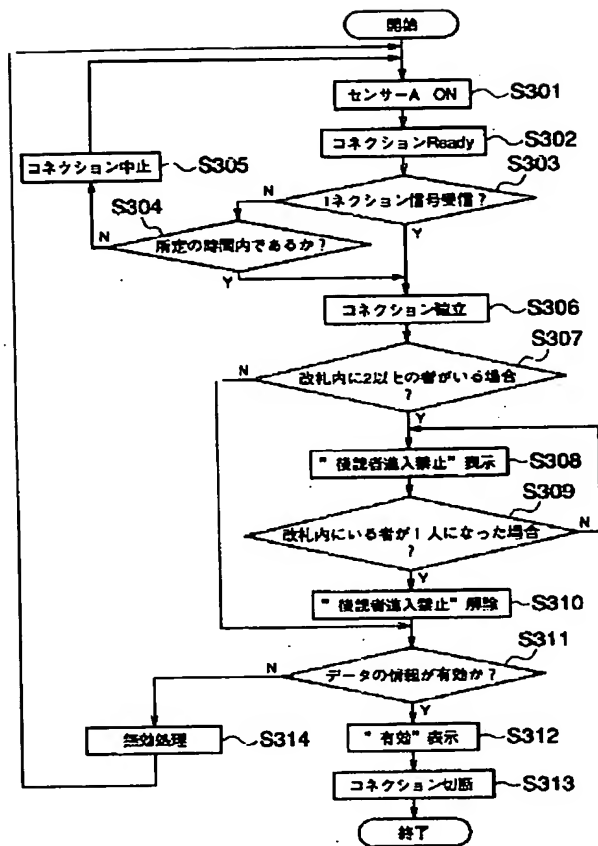 開始
センサーA ON
S301
コネクションReady
S302
S303
コネクション中止
S305
N
コネクション信号受信?
S304
Y
N
所定の時間内であるか?
Y
コネクション確立
S306
S307
N
改札内に2以上の者がいる場合
?
Y
"後続者進入禁止"表示
S308
S309
改札内にいる者が1人になった場合
?
N
Y
"後続者進入禁止"解除
S310
S311
N
データの情報が有効か?
Y
無効処理
S314
"有効"表示
S312
コネクション切断
S313
終了